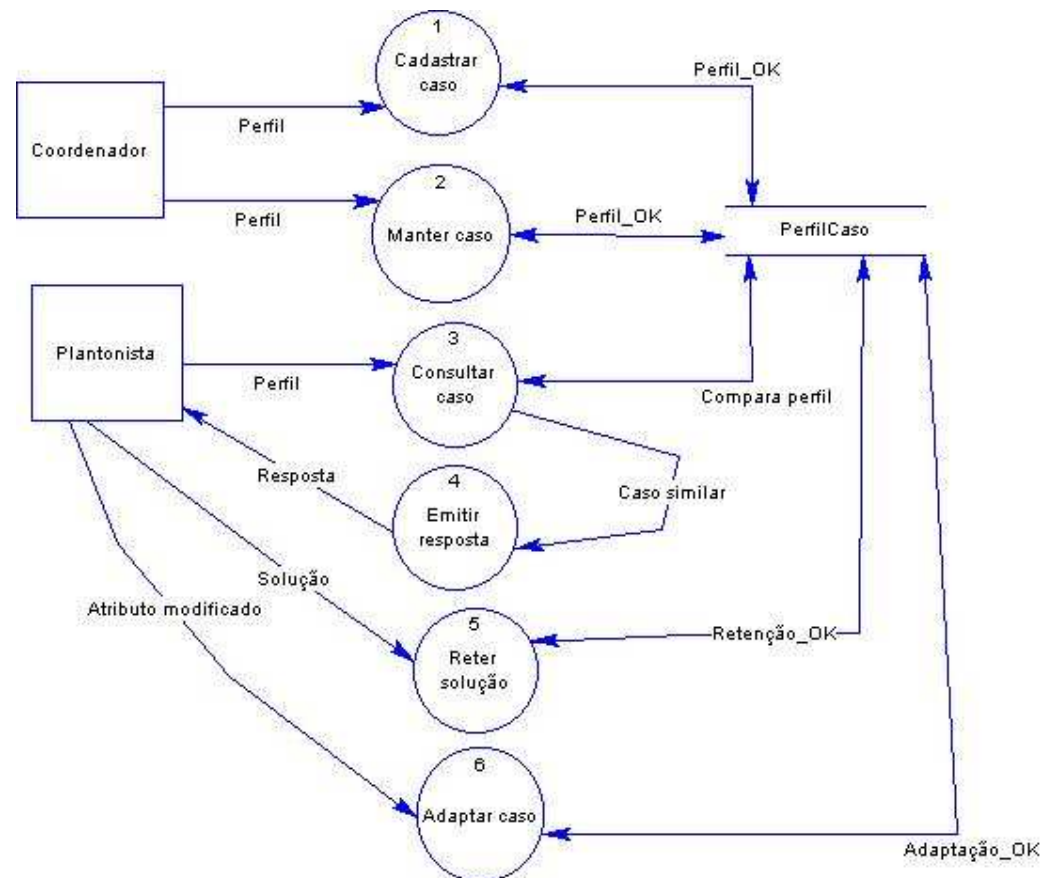 1
Cadastrar
caso
Perfil_OK
Coordenador
Perfil
2
Manter caso
Perfil
Perfil_OK
PerfilCaso
3
Consultar
caso
Plantonista
Perfil
Compara perfil
Resposta
4
Emitir
resposta
Caso similar
Solução
Atributo modificado
5
Reter
solução
Retenção_OK
6
Adaptar caso
Adaptação_OK